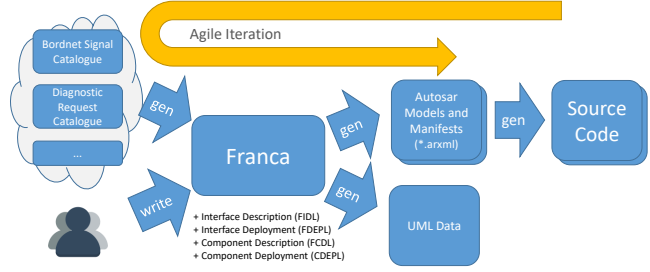 Agile Iteration
Bordnet Signal
Catalogue
Diagnostic
Request
Catalogue
...
gen
write
Franca
+ Interface Description (FIDL)
+ Interface Deployment (FDEPL)
+ Component Description (FCDL)
+ Component Deployment (CDEPL)
gen
gen
Autosar
Models and
Manifests
(*.arxml)
UML Data
gen
Source
Code